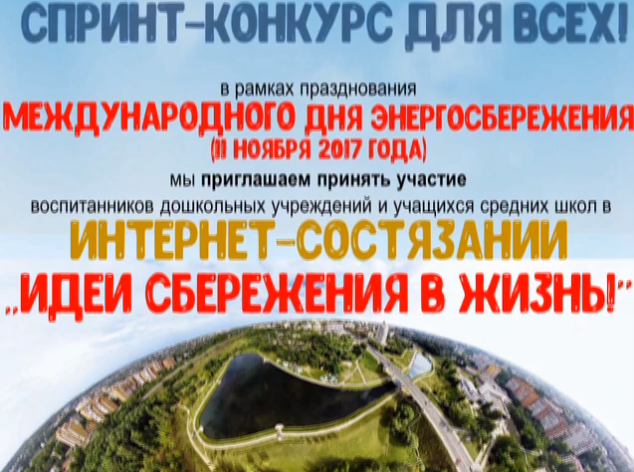 СПРИНТ-КОНКУРС ДЛЯ ВСЕХ!
в рамках празднования
МЕЖДУНАРОДНОГО ДНЯ ЭНЕРГОСБЕРЕЖЕНИЯ
(11 НОЯБРЯ 2017 ГОДА)
мы приглашаем принять участие
воспитанников дошкольных учреждений и учащихся средних школ в
ИНТЕРНЕТ-СОСТЯЗАНИИ
„ИДЕИ СБЕРЕЖЕНИЯ В ЖИЗНЬ!”